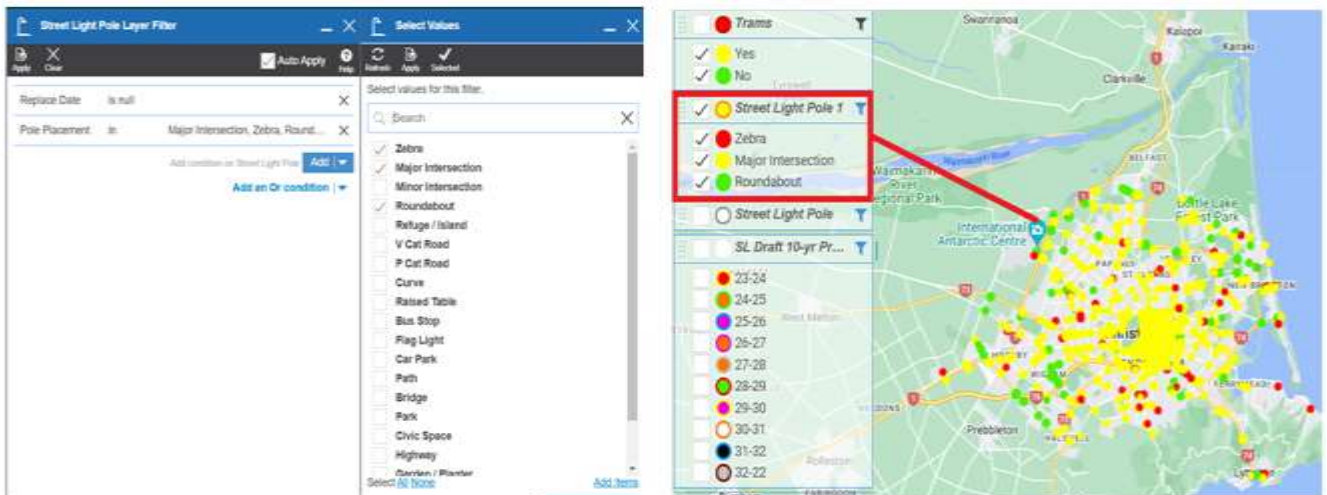 Street Light Pole Layer Filter
Apply
Clear
Auto Apply
Help
Replace Date is null
Pole Placement in Major Intersection, Zebra, Round...
Add condition on Street Light Pole
Add
Add an Or condition
Select Values
Refresh
Apply
Selected
Select values for this filter.
Search
Zebra
Major Intersection
Minor Intersection
Roundabout
Refuge / Island
V Cat Road
P Cat Road
Curve
Raised Table
Bus Stop
Flag Light
Car Park
Path
Bridge
Park
Civic Space
Highway
Garden / Planter
Select All None
Add Items
Trams
Yes
No
Street Light Pole 1
Zebra
Major Intersection
Roundabout
Street Light Pole
SL Draft 10-yr Pr...
23-24
24-25
25-26
26-27
27-28
28-29
29-30
30-31
31-32
32-22
Swannanoa
Kaiapoi
Kairaki
Clarkville
BELFAST
Waimakariri River
Regional Park
Bottle Lake
Forest Park
International
Antarctic Centre
NEW BRIGHTON
West Melton
Prebbleton
HALSWELL
Rolleston
FERRYMEAD